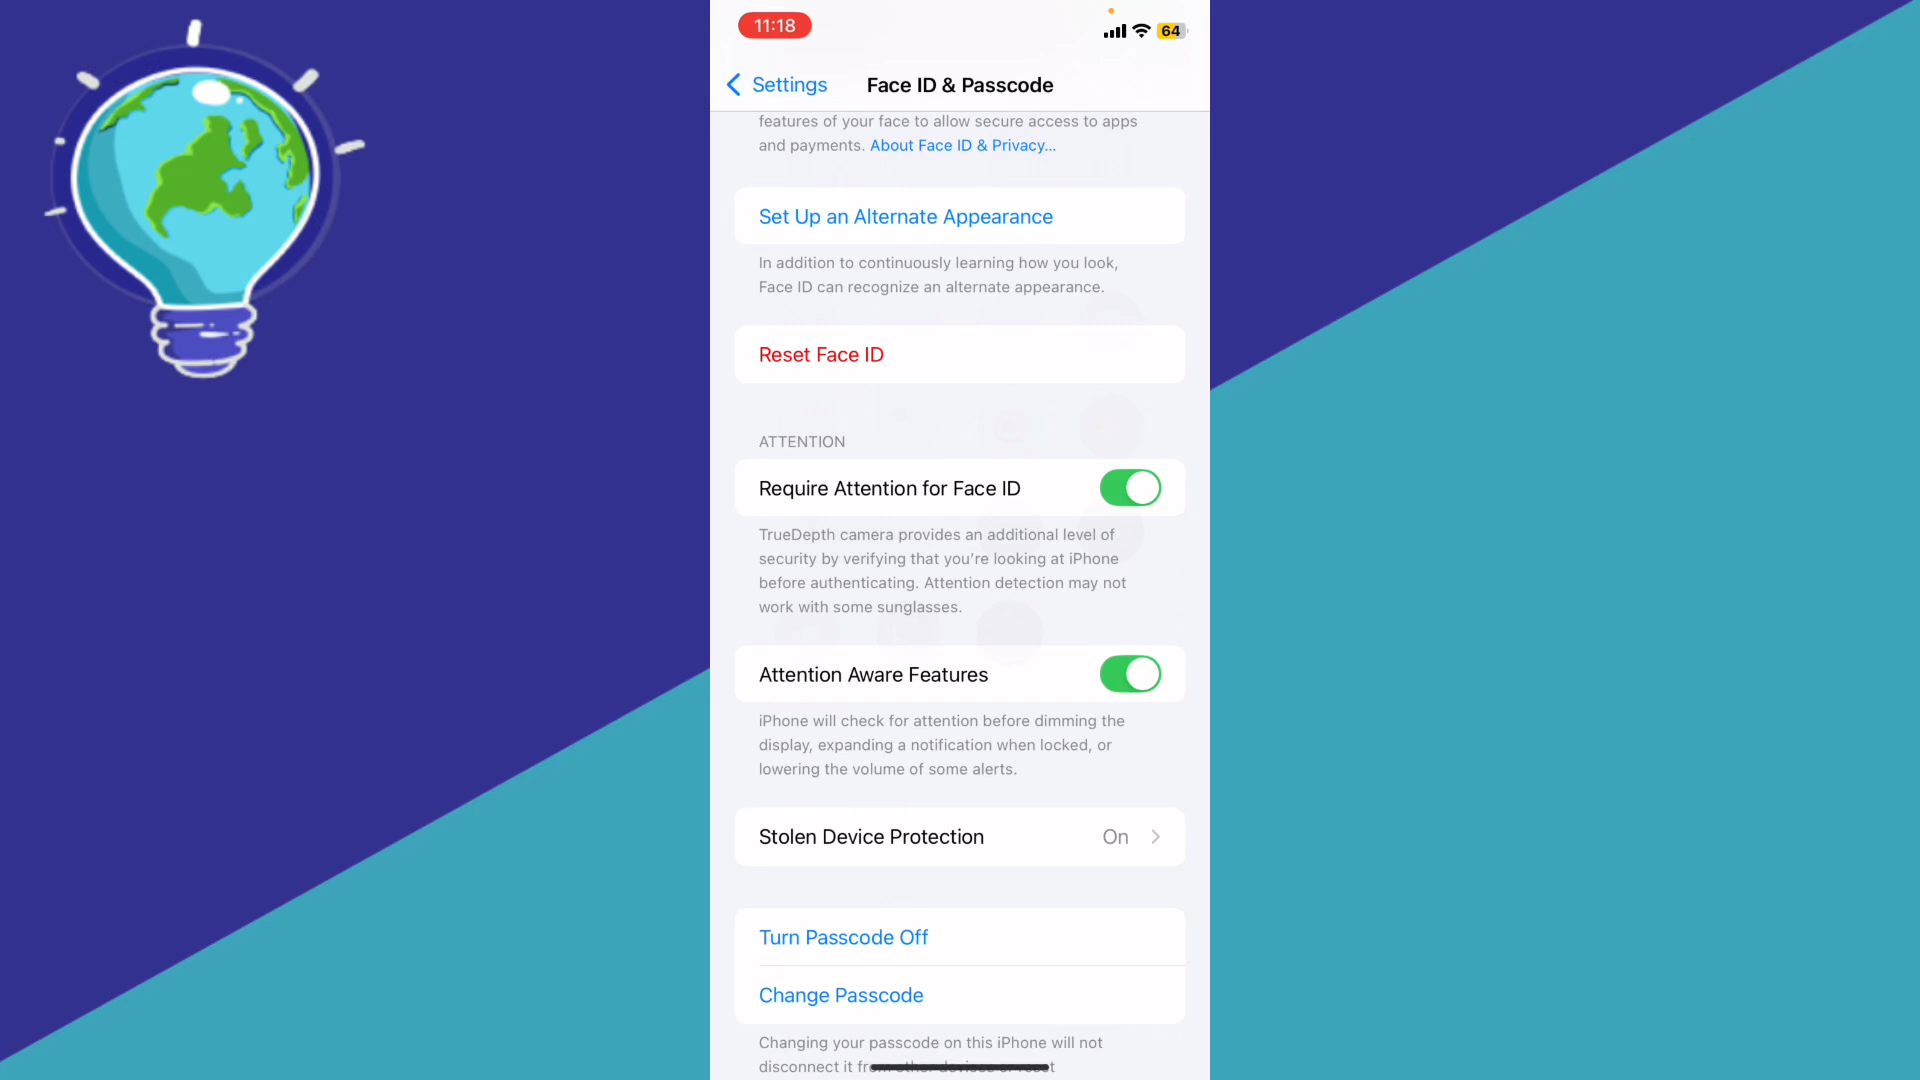 11:18
64
Settings
Face ID & Passcode
features of your face to allow secure access to apps
and payments. About Face ID & Privacy...
Set Up an Alternate Appearance
In addition to continuously learning how you look,
Face ID can recognize an alternate appearance.
Reset Face ID
ATTENTION
Require Attention for Face ID
TrueDepth camera provides an additional level of
security by verifying that you're looking at iPhone
before authenticating. Attention detection may not
work with some sunglasses.
Attention Aware Features
iPhone will check for attention before dimming the
display, expanding a notification when locked, or
lowering the volume of some alerts.
Stolen Device Protection
On
Turn Passcode Off
Change Passcode
Changing your passcode on this iPhone will not
disconnect it from other devices or reset